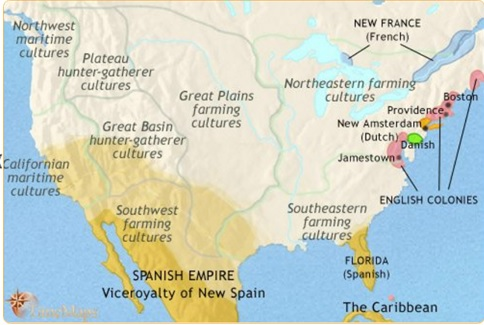 Northwest
maritime
cultures
NEW FRANCE
(French)
Plateau
hunter-gatherer
cultures
Northeastern farming
cultures
Great Plains
farming
cultures
Boston
Providence
New Amsterdam
(Dutch)
Danish
Jamestown
Great Basin
hunter-gatherer
cultures
Californian
maritime
cultures
ENGLISH COLONIES
Southwest
farming
cultures
Southeastern
farming
cultures
FLORIDA
(Spanish)
SPANISH EMPIRE
Viceroyalty of New Spain
The Caribbean
TimeMaps